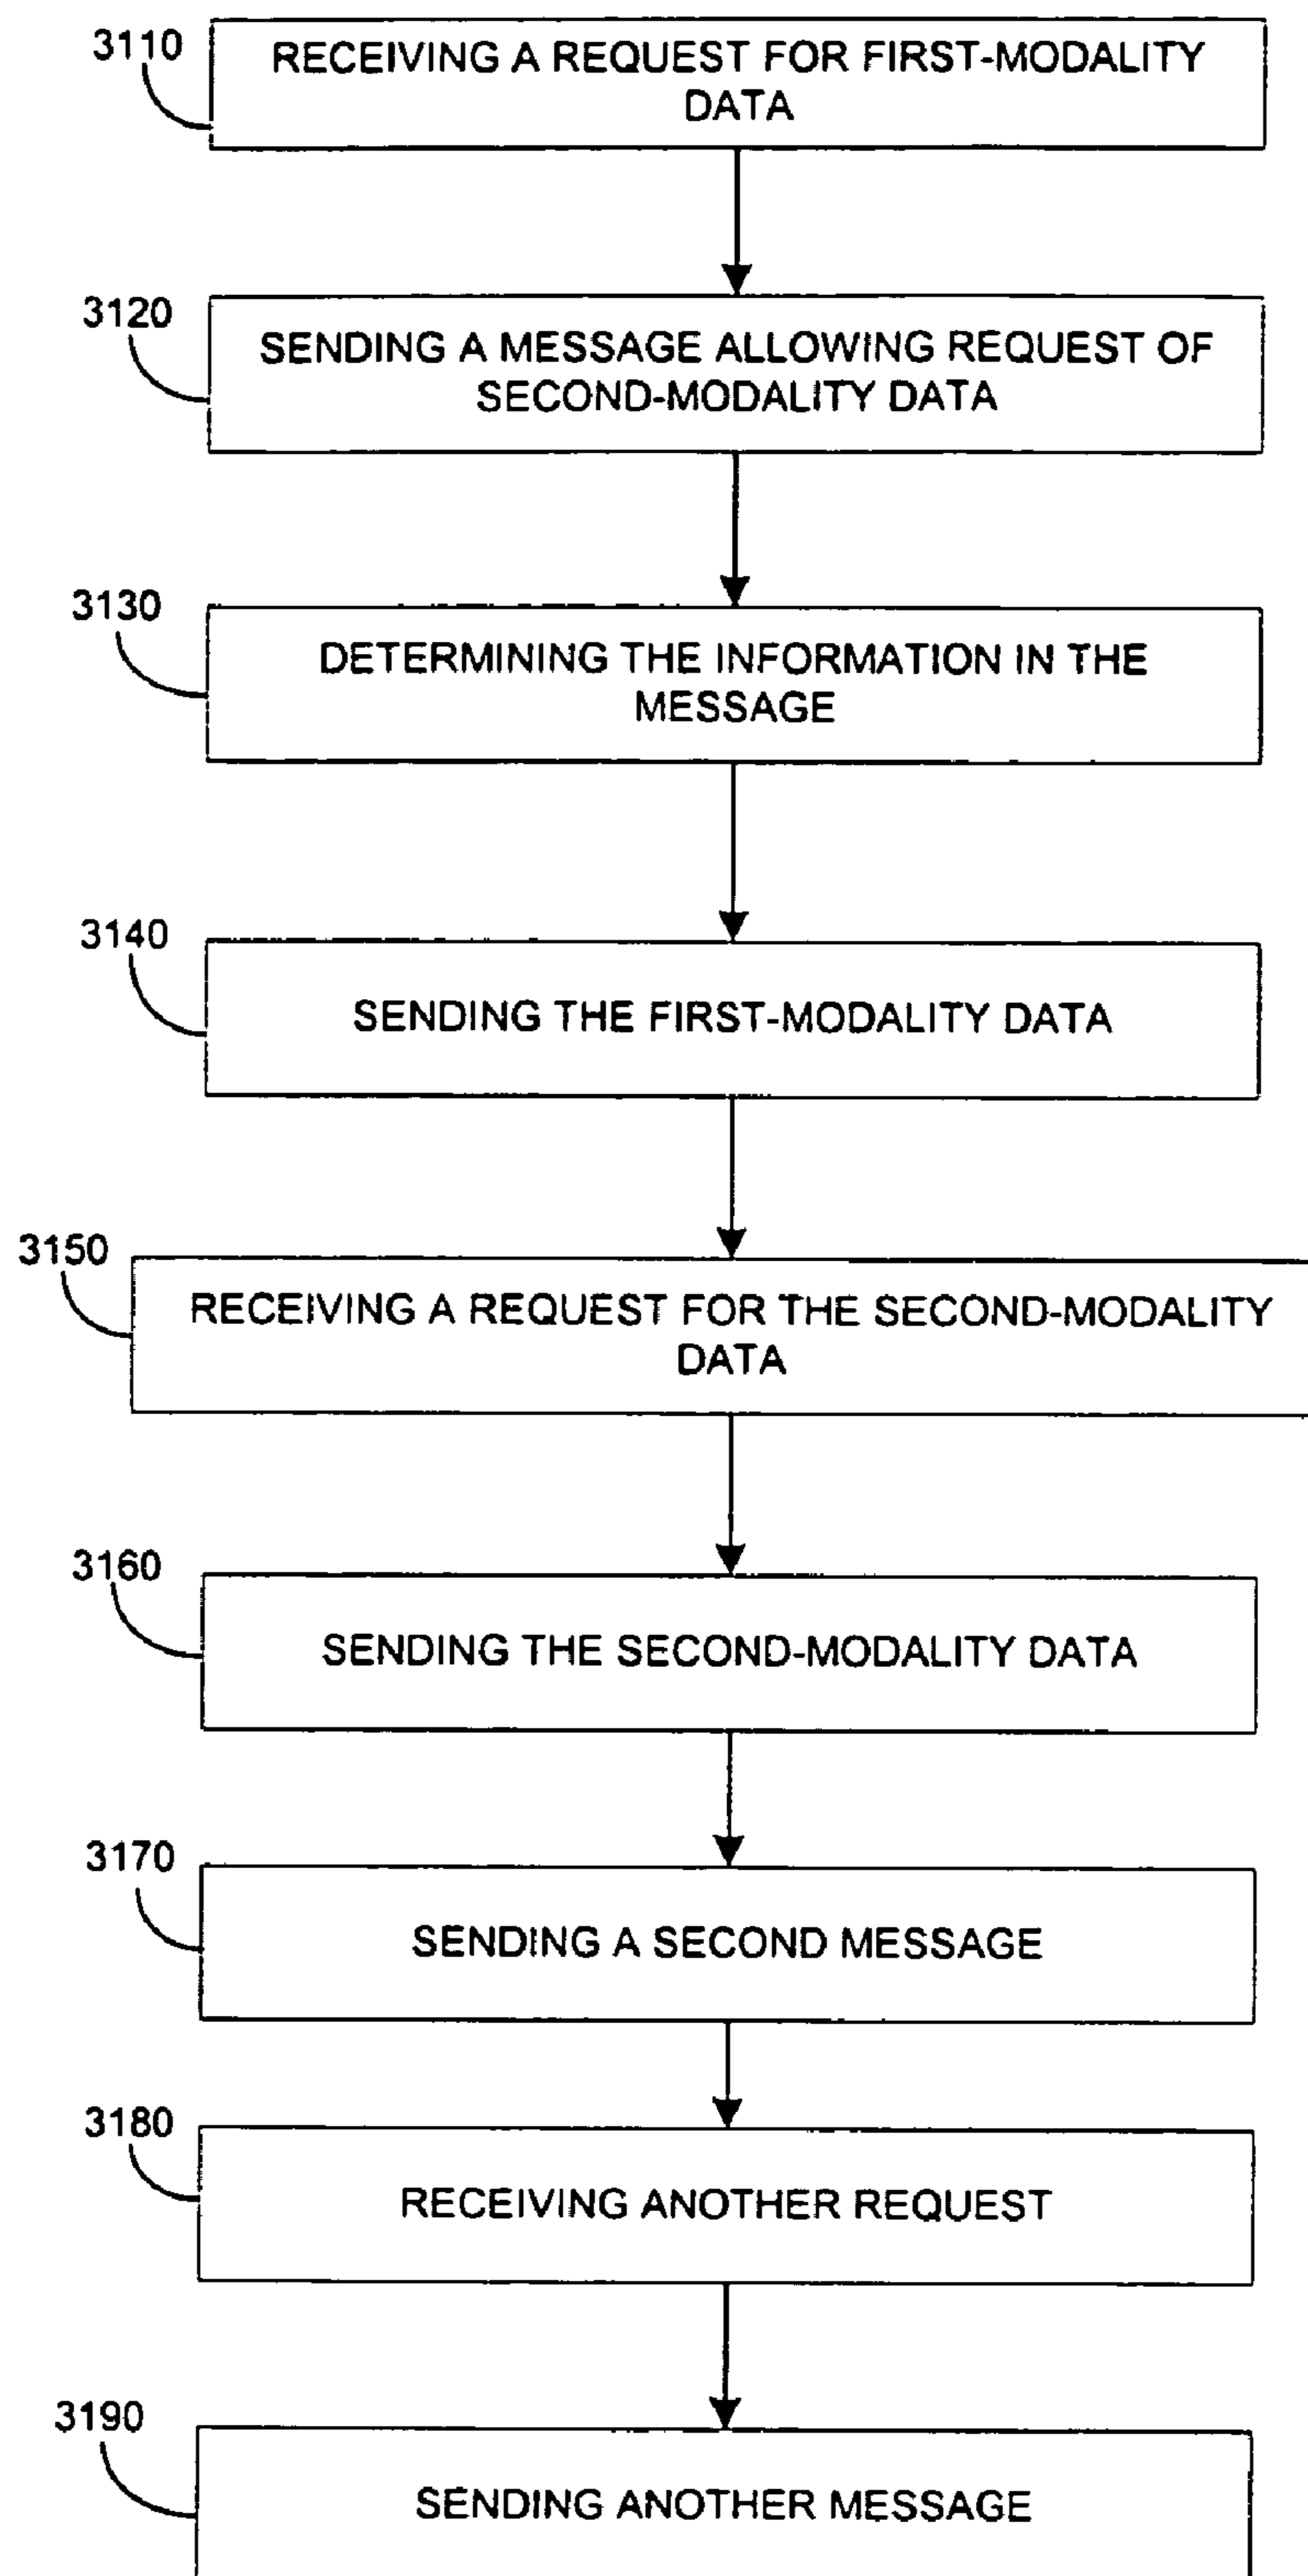 3110
RECEIVING A REQUEST FOR FIRST-MODALITY
DATA
3120
SENDING A MESSAGE ALLOWING REQUEST OF
SECOND-MODALITY DATA
3130
DETERMINING THE INFORMATION IN THE
MESSAGE
3140
SENDING THE FIRST-MODALITY DATA
3150
RECEIVING A REQUEST FOR THE SECOND-MODALITY
DATA
3160
SENDING THE SECOND-MODALITY DATA
3170
SENDING A SECOND MESSAGE
3180
RECEIVING ANOTHER REQUEST
3190
SENDING ANOTHER MESSAGE